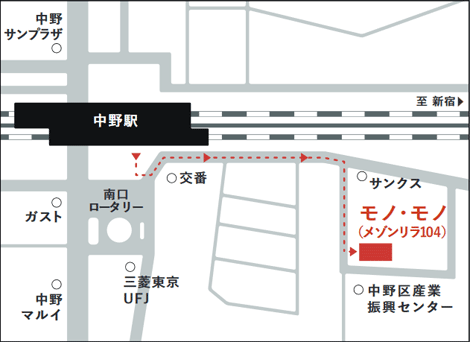 中野
サンプラザ
至 新宿
中野駅
交番
サンクス
南口
ロータリー
ガスト
モノ・モノ
(メゾンリラ104)
三菱東京
UFJ
中野
マルイ
中野区産業
振興センター